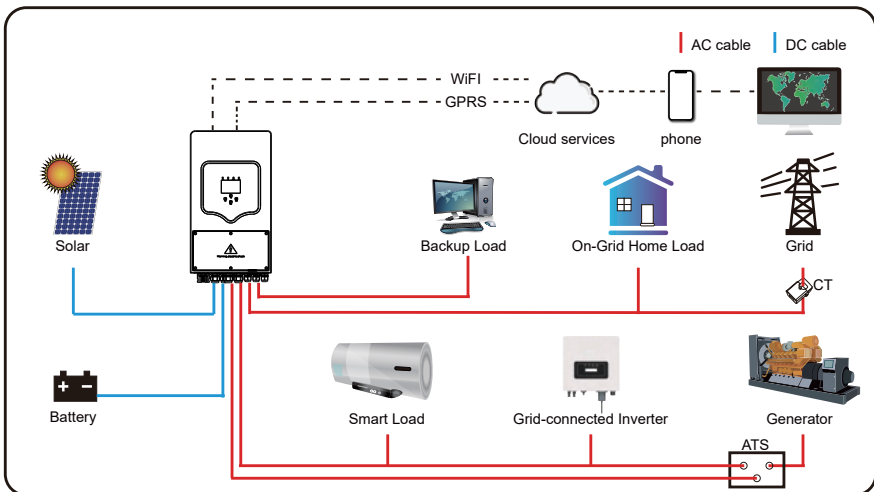 AC cable
DC cable
WiFI
GPRS
Cloud services
phone
Solar
Backup Load
On-Grid Home Load
Grid
CT
Battery
Smart Load
Grid-connected Inverter
Generator
ATS